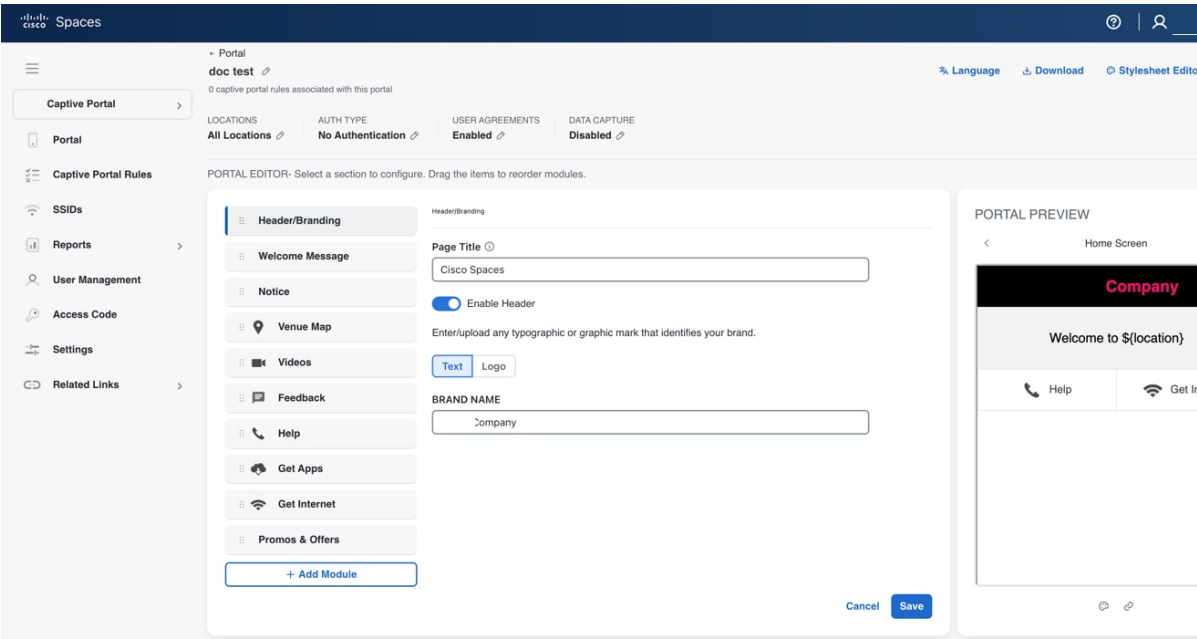 cisco Spaces
← Portal
doc test
0 captive portal rules associated with this portal
Language Download Stylesheet Edito
LOCATIONS AUTH TYPE USER AGREEMENTS DATA CAPTURE
All Locations No Authentication Enabled Disabled
PORTAL EDITOR- Select a section to configure. Drag the items to reorder modules.
Captive Portal
Portal
Captive Portal Rules
SSIDs
Reports
User Management
Access Code
Settings
Related Links
Header/Branding
Welcome Message
Notice
Venue Map
Videos
Feedback
Help
Get Apps
Get Internet
Promos & Offers
+ Add Module
Header/Branding
Page Title
Cisco Spaces
Enable Header
Enter/upload any typographic or graphic mark that identifies your brand.
Text Logo
BRAND NAME
Company
Cancel Save
PORTAL PREVIEW
Home Screen
Company
Welcome to ${location}
Help Get In